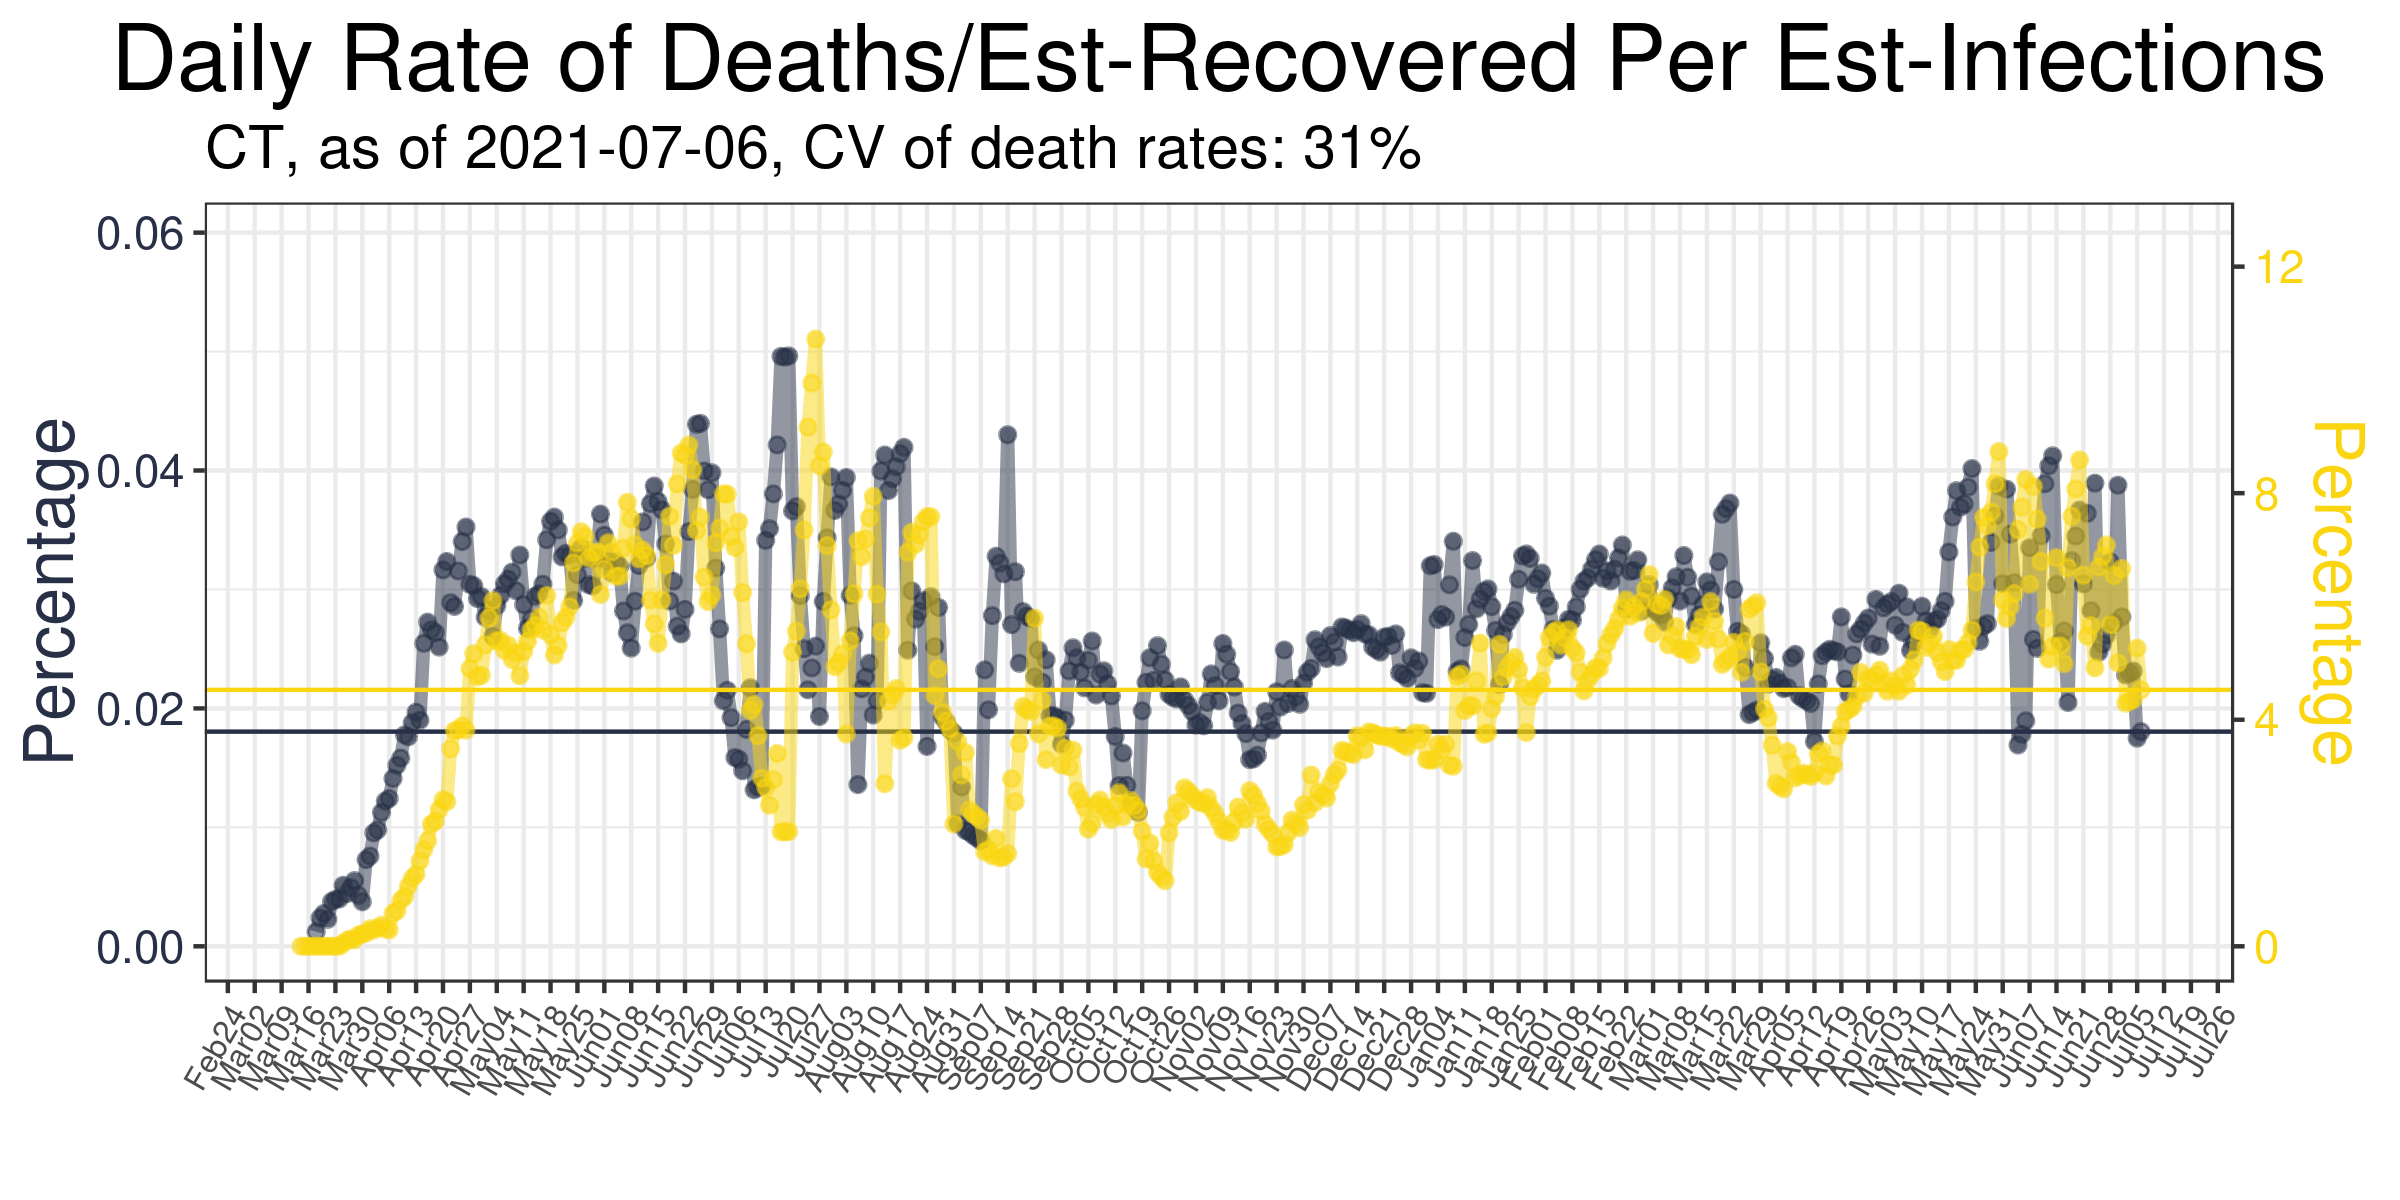 Daily Rate of Deaths/Est-Recovered Per Est-Infections
CT, as of 2021-07-06, CV of death rates: 31%
Percentage
0.06
0.04
0.02
0.00
12
8
4
0
Percentage
Feb24
Mar02
Mar09
Mar16
Mar23
Mar30
Apr06
Apr13
Apr20
Apr27
May04
May11
May18
May25
Jun01
Jun08
Jun15
Jun22
Jun29
Jul06
Jul13
Jul20
Jul27
Aug03
Aug10
Aug17
Aug24
Aug31
Sep07
Sep14
Sep21
Sep28
Oct05
Oct12
Oct19
Oct26
Nov02
Nov09
Nov16
Nov23
Nov30
Dec07
Dec14
Dec21
Dec28
Jan04
Jan11
Jan18
Jan25
Feb01
Feb08
Feb15
Feb22
Mar01
Mar08
Mar15
Mar22
Mar29
Apr05
Apr12
Apr19
Apr26
May03
May10
May17
May24
May31
Jun07
Jun14
Jun21
Jun28
Jul05
Jul12
Jul19
Jul26